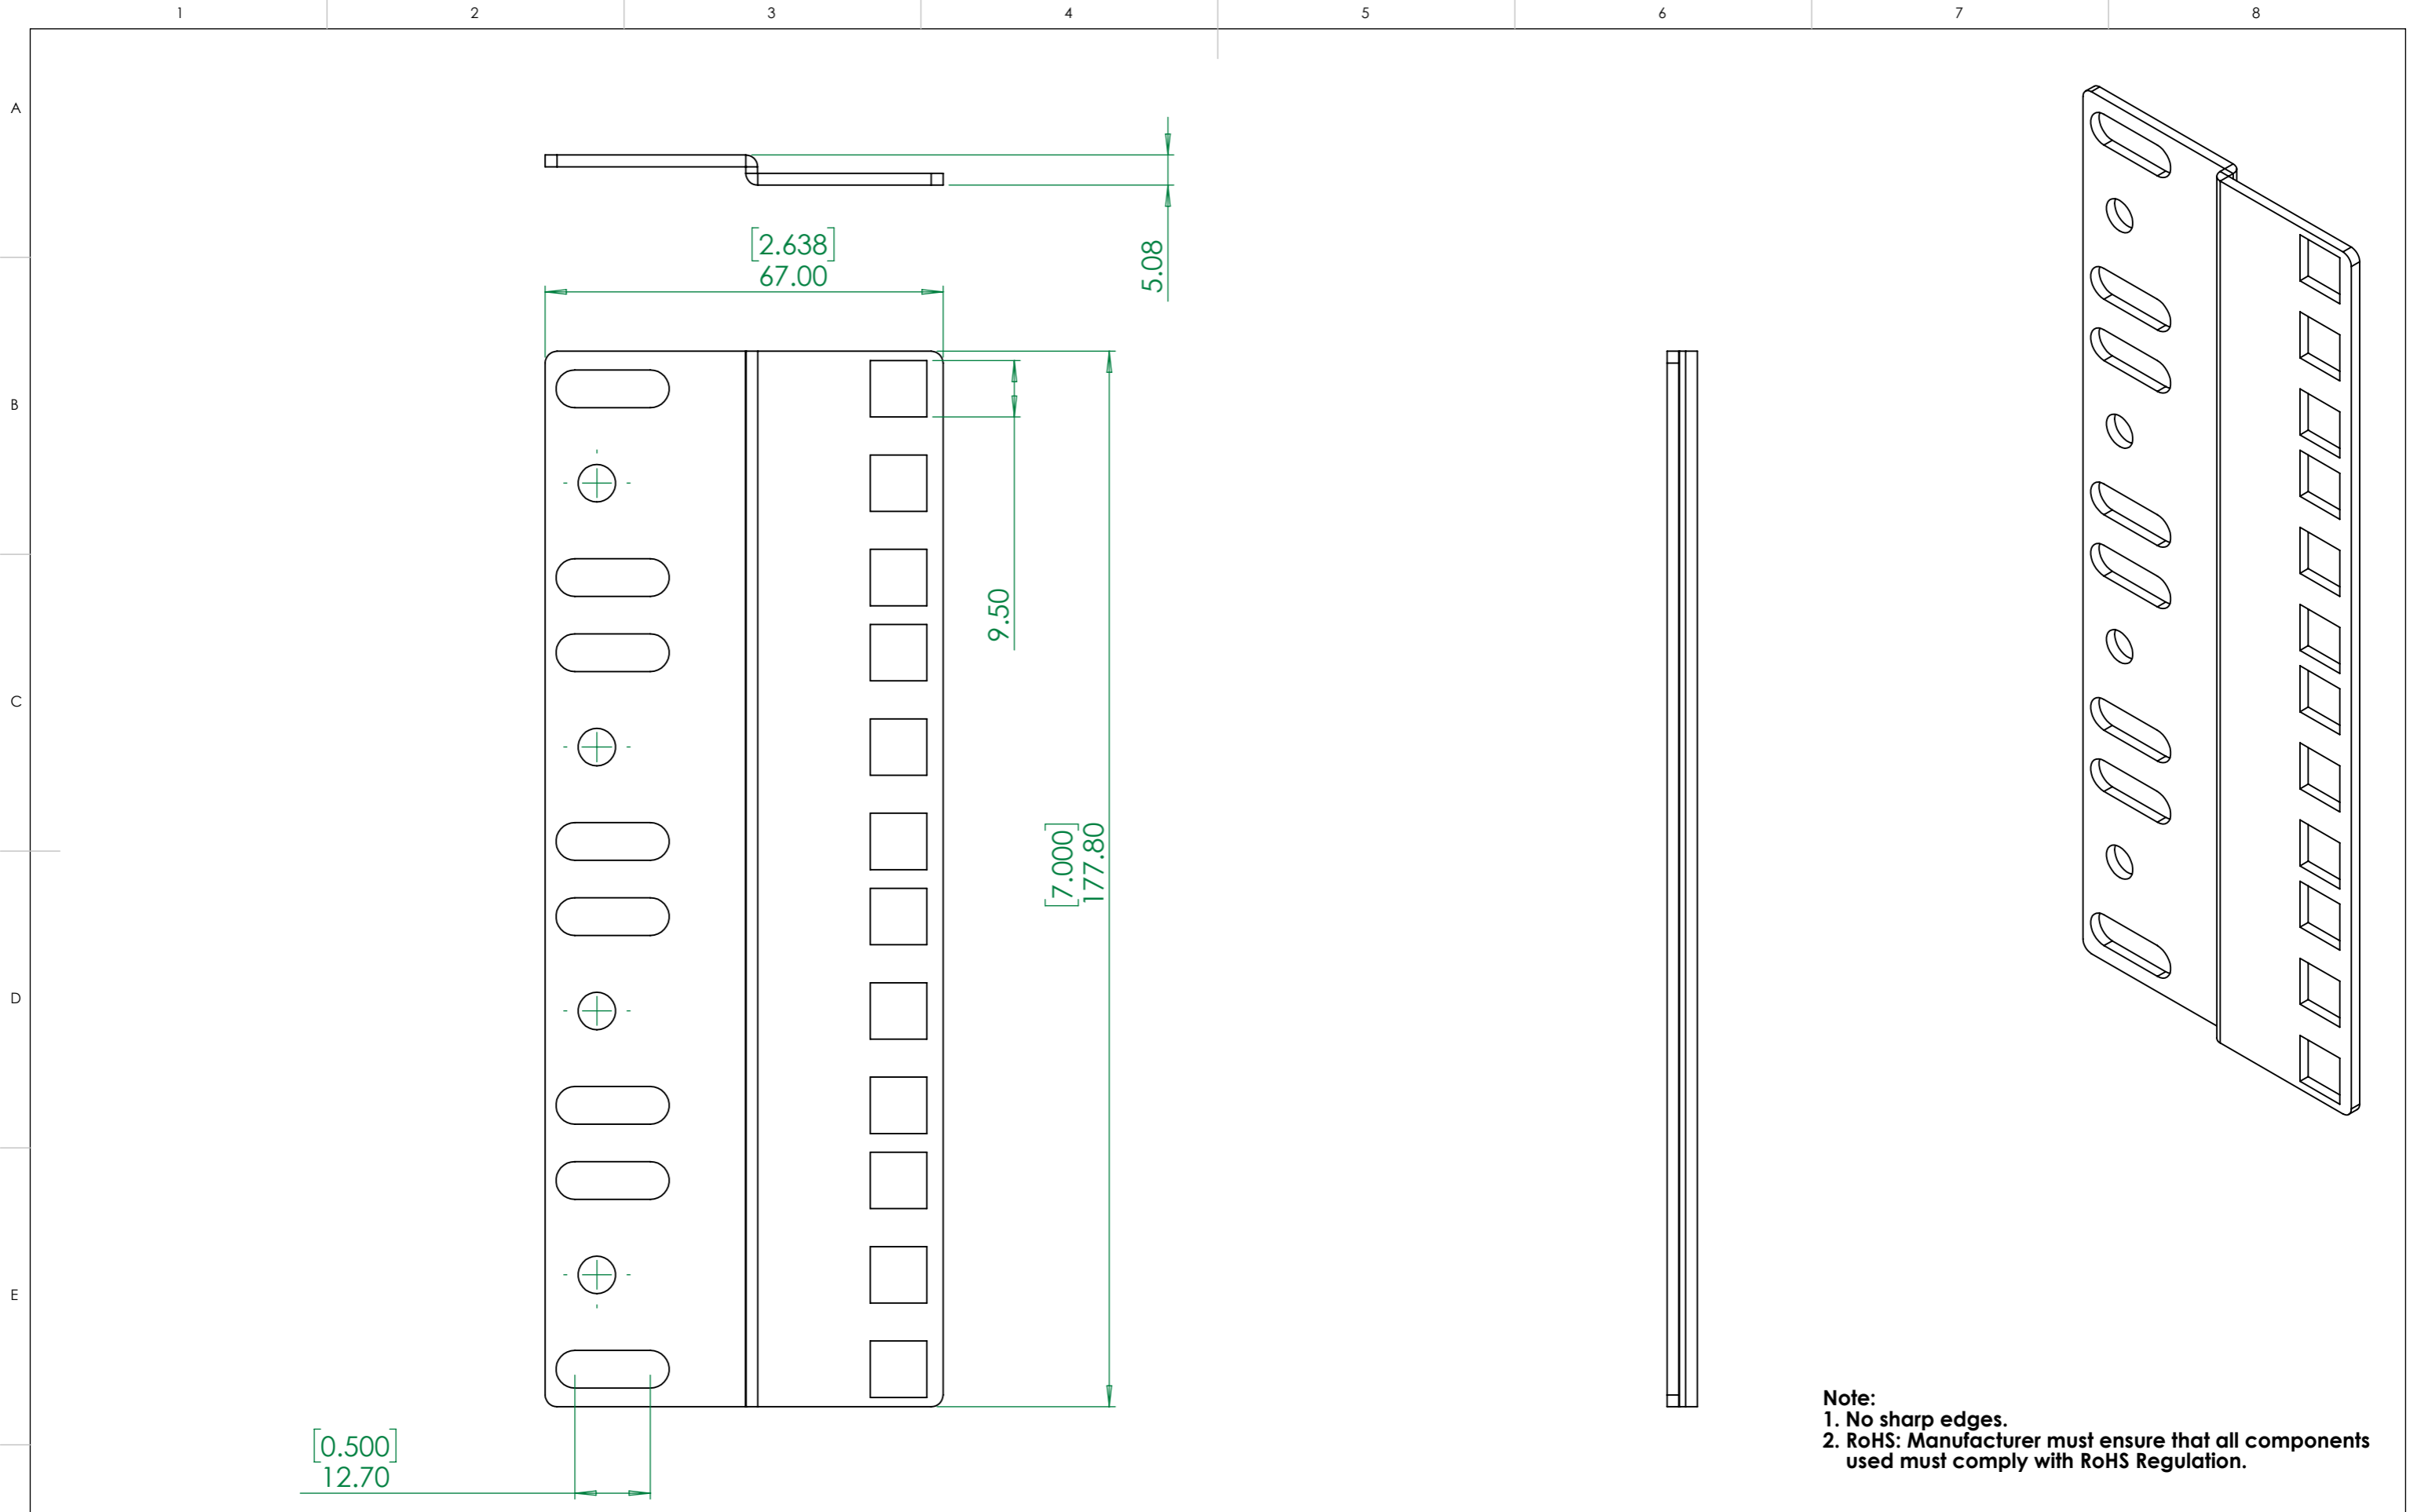 1 2 3 4 5 6 7 8
A
B
C
D
E
5.08
[2.638]
67.00
9.50
[7.000]
177.80
[0.500]
12.70
Note:
1. No sharp edges.
2. RoHS: Manufacturer must ensure that all components
used must comply with RoHS Regulation.